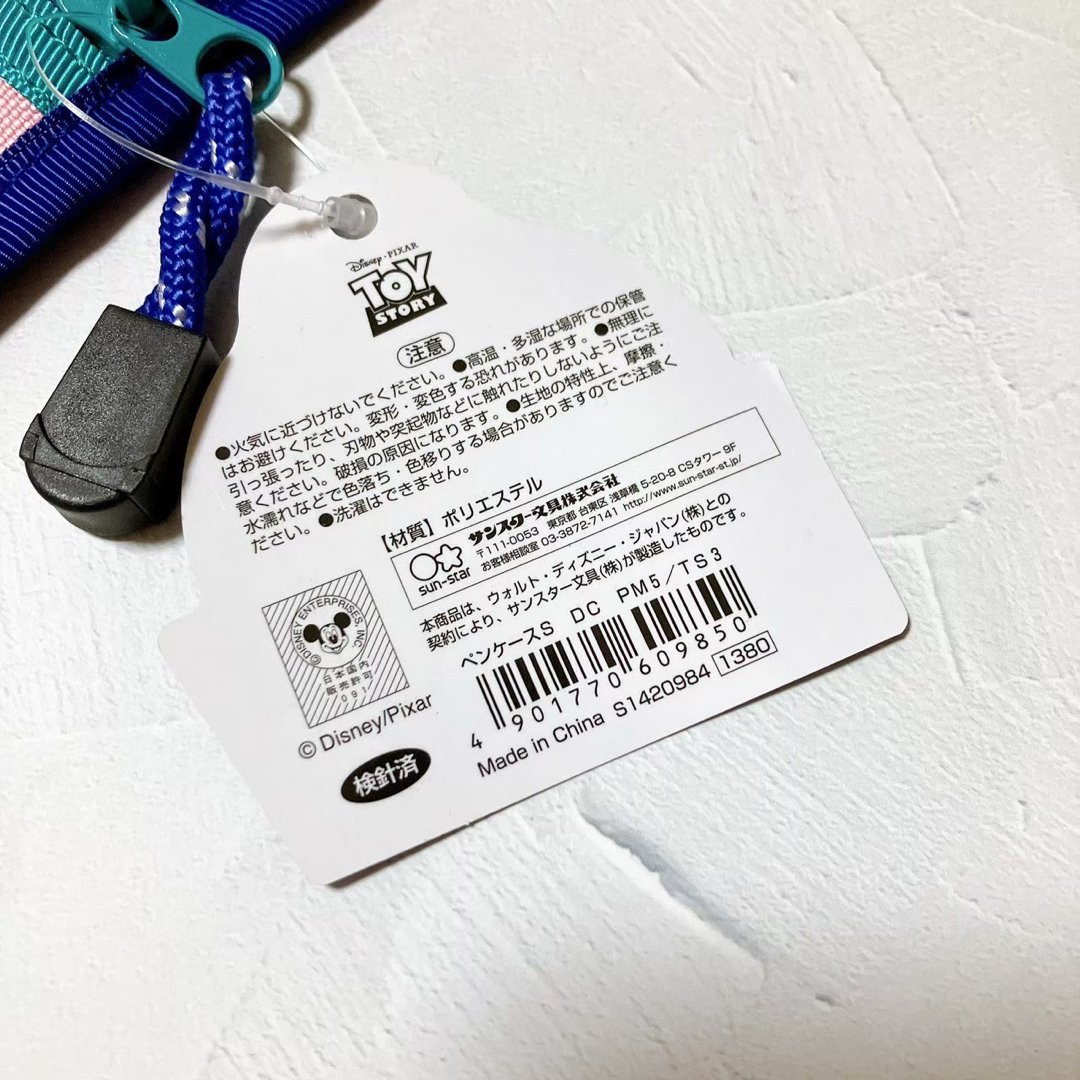 Disney · PIXAR
TOY
STORY
注意
●火気に近づけないでください。●高温・多湿な場所での保管
はお避けください。変形・変色する恐れがあります。●無理に
引っ張ったり、刃物や突起物などに触れたりしないようにご注
意ください。破損の原因になります。●生地の特性上、摩擦・
水濡れなどで色落ち・色移りする場合がありますのでご注意く
ださい。●洗濯はできません。
【材質】ポリエステル
sun-star
サンスター文具株式会社
〒111-0053 東京都 台東区 浅草橋 5-20-8 CSタワー 9F
お客様相談室 03-3872-7141 http://www.sun-star-st.jp/
本商品は、ウォルト・ディズニー・ジャパン(株)との
契約により、サンスター文具(株)が製造したものです。
ペンケースS DC PM5/TS3
4 901770 609850
Made in China S1420984 1380
©DISNEY ENTERPRISES, INC.
日本国内
販売許可
091
© Disney/Pixar
検針済